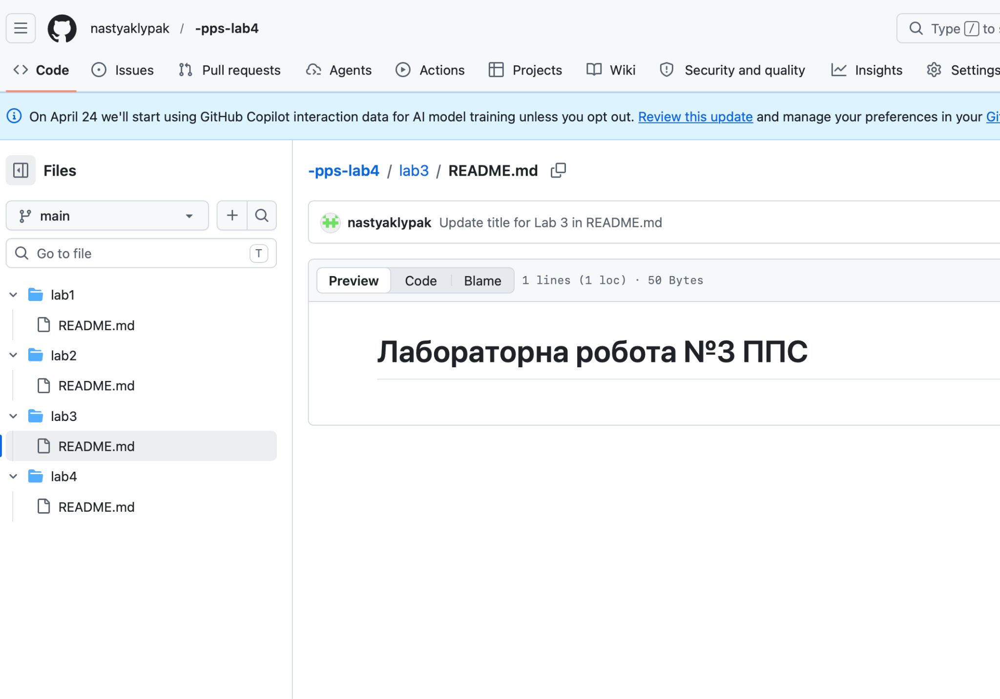 nastyaklypak / -pps-lab4
Type / to
Code Issues Pull requests Agents Actions Projects Wiki Security and quality Insights Settings
On April 24 we'll start using GitHub Copilot interaction data for AI model training unless you opt out. Review this update and manage your preferences in your
Files
main
Go to file T
lab1
README.md
lab2
README.md
lab3
README.md
lab4
README.md
-pps-lab4 / lab3 / README.md
nastyaklypak Update title for Lab 3 in README.md
Preview Code Blame 1 lines (1 loc) · 50 Bytes
Лабораторна робота №3 ППС